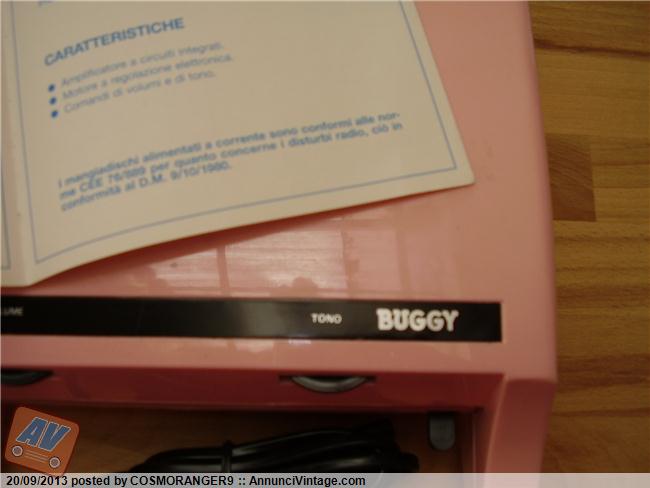 CARATTERISTICHE
Amplificatore a circuiti integrati.
Motore a regolazione elettronica.
Comandi di volumi e di tono.
I mangiadischi alimentati a corrente sono conformi alle nor-
me CEE 76/889 per quanto concerne i disturbi radio, ciò in
conformità al D.M. 9/10/1980.
TONO
BUGGY
AV
20/09/2013 posted by COSMORANGER9 :: AnnunciVintage.com